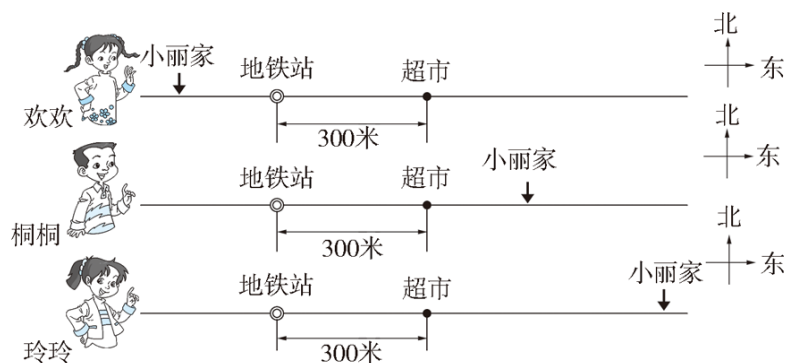 小丽家 地铁站 超市 北
东
欢欢 300米
北
小丽家 东
地铁站 超市
桐桐 300米
北
小丽家 东
地铁站 超市
玲玲 300米